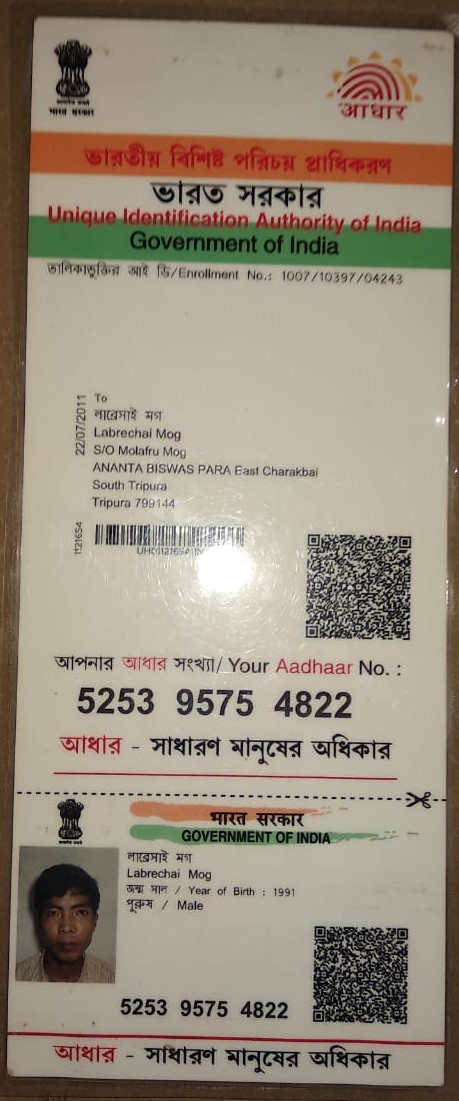 सत्यमेव जयते
भारत सरकार
आधार
ভারতীয় বিশিষ্ট পরিচয় প্রাধিকরণ
ভারত সরকার
Unique Identification Authority of India
Government of India
তালিকাভুক্তির আই ডি/Enrollment No.: 1007/10397/04243
22/07/2011
To
লাব্রেসাই মগ
Labrechai Mog
S/O Molafru Mog
ANANTA BISWAS PARA East Charakbai
South Tripura
Tripura 799144
1121654
আপনার আধার সংখ্যা/ Your Aadhaar No. :
5253 9575 4822
আধার - সাধারণ মানুষের অধিকার
भारत सरकार
GOVERNMENT OF INDIA
লাব্রেসাই মগ
Labrechai Mog
জন্ম সাল / Year of Birth : 1991
পুরুষ / Male
5253 9575 4822
আধার - সাধারণ মানুষের অধিকার